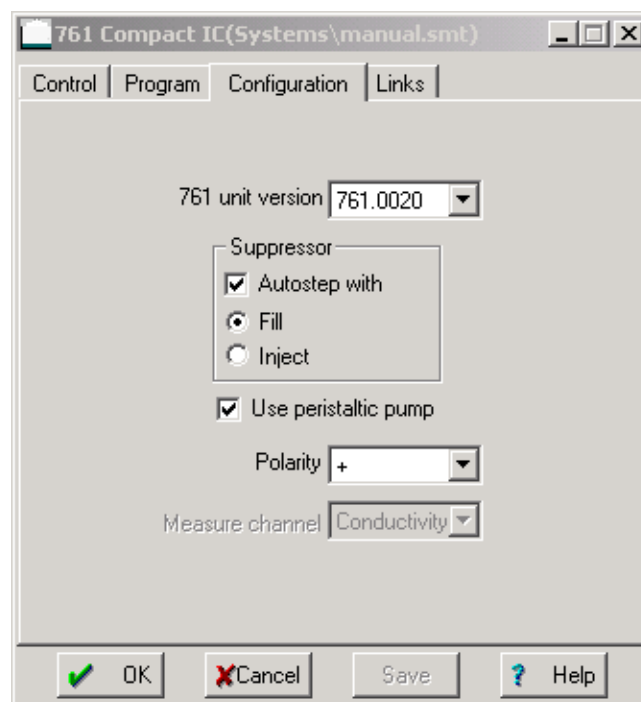 761 Compact IC(Systems\manual.smt)
Control Program Configuration Links
761 unit version 761.0020
Suppressor
Autostep with
Fill
Inject
Use peristaltic pump
Polarity +
Measure channel Conductivity
OK Cancel Save ? Help